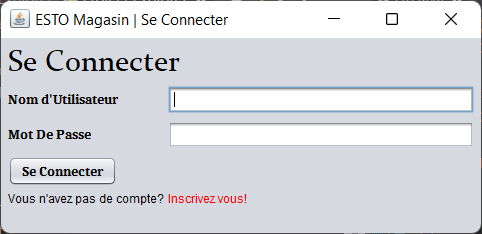 ESTO Magasin | Se Connecter
Se Connecter
Nom d'Utilisateur
Mot De Passe
Se Connecter
Vous n'avez pas de compte? Inscrivez vous!